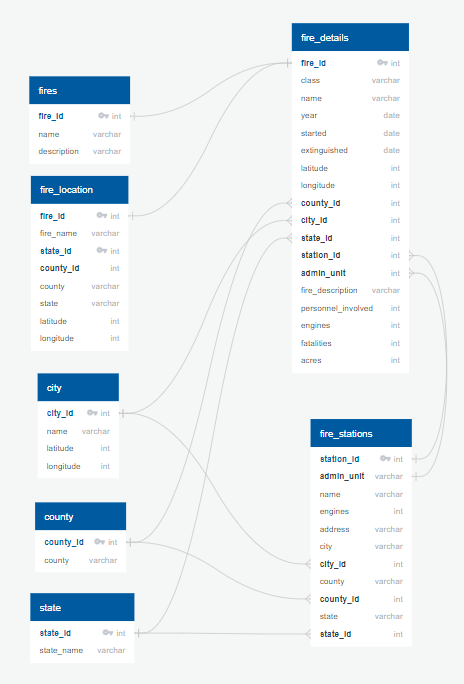 fires
fire_id int
name varchar
description varchar
fire_location
fire_id int
fire_name varchar
state_id int
county_id int
county varchar
state varchar
latitude int
longitude int
city
city_id int
name varchar
latitude int
longitude int
county
county_id int
county varchar
state
state_id int
state_name varchar
fire_details
fire_id int
class varchar
name varchar
year date
started date
extinguished date
latitude int
longitude int
county_id int
city_id int
state_id int
station_id int
admin_unit int
fire_description varchar
personnel_involved int
engines int
fatalities int
acres int
fire_stations
station_id int
admin_unit varchar
name varchar
engines int
address varchar
city varchar
city_id int
county varchar
county_id int
state varchar
state_id int